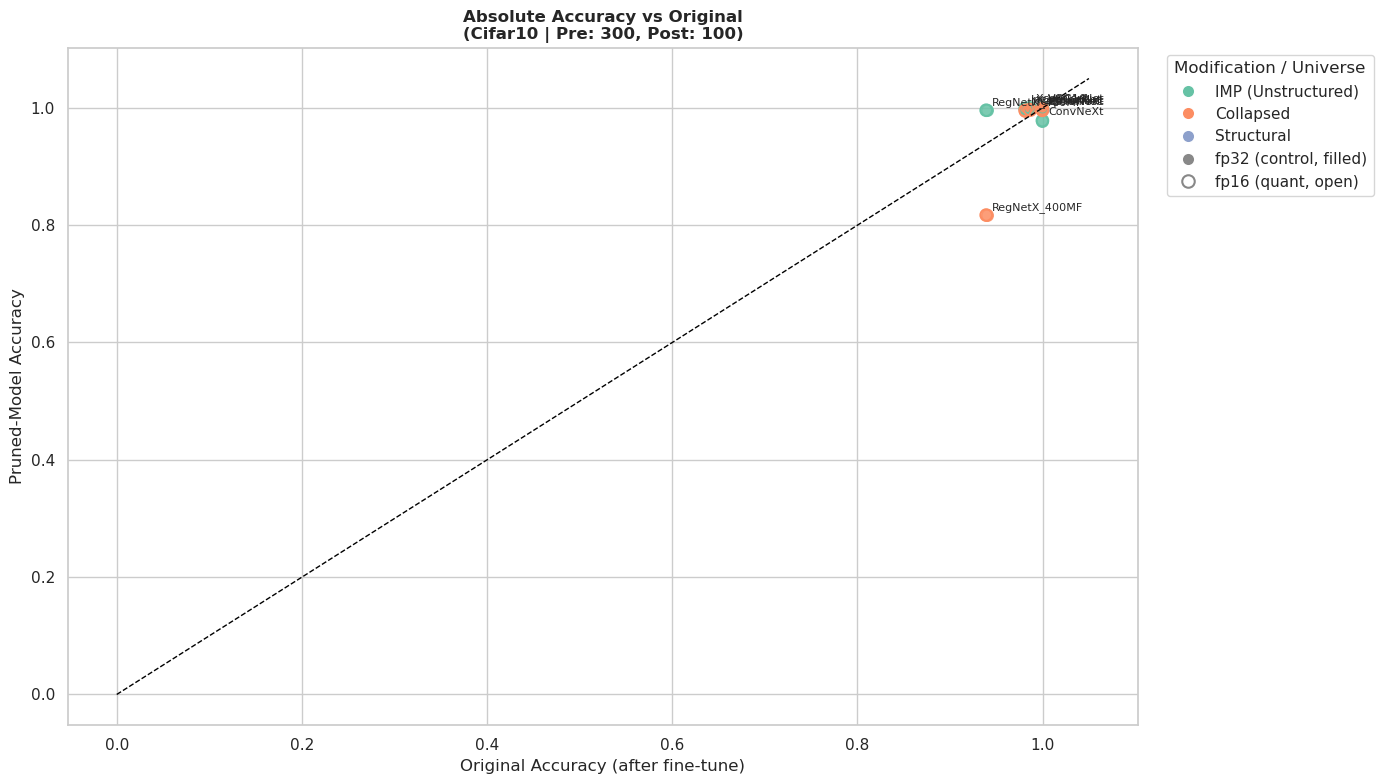 Absolute Accuracy vs Original
(Cifar10 | Pre: 300, Post: 100)
Modification / Universe
IMP (Unstructured)
Collapsed
Structural
fp32 (control, filled)
fp16 (quant, open)
ConvNeXt
RegNetX_400MF
Pruned-Model Accuracy
1.0
0.8
0.6
0.4
0.2
0.0
0.0 0.2 0.4 0.6 0.8 1.0
Original Accuracy (after fine-tune)